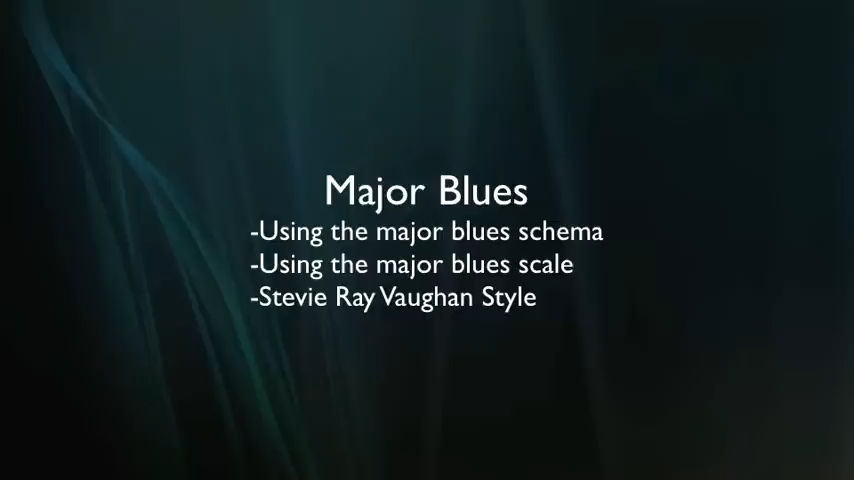 Major Blues
-Using the major blues schema
-Using the major blues scale
-Stevie Ray Vaughan Style